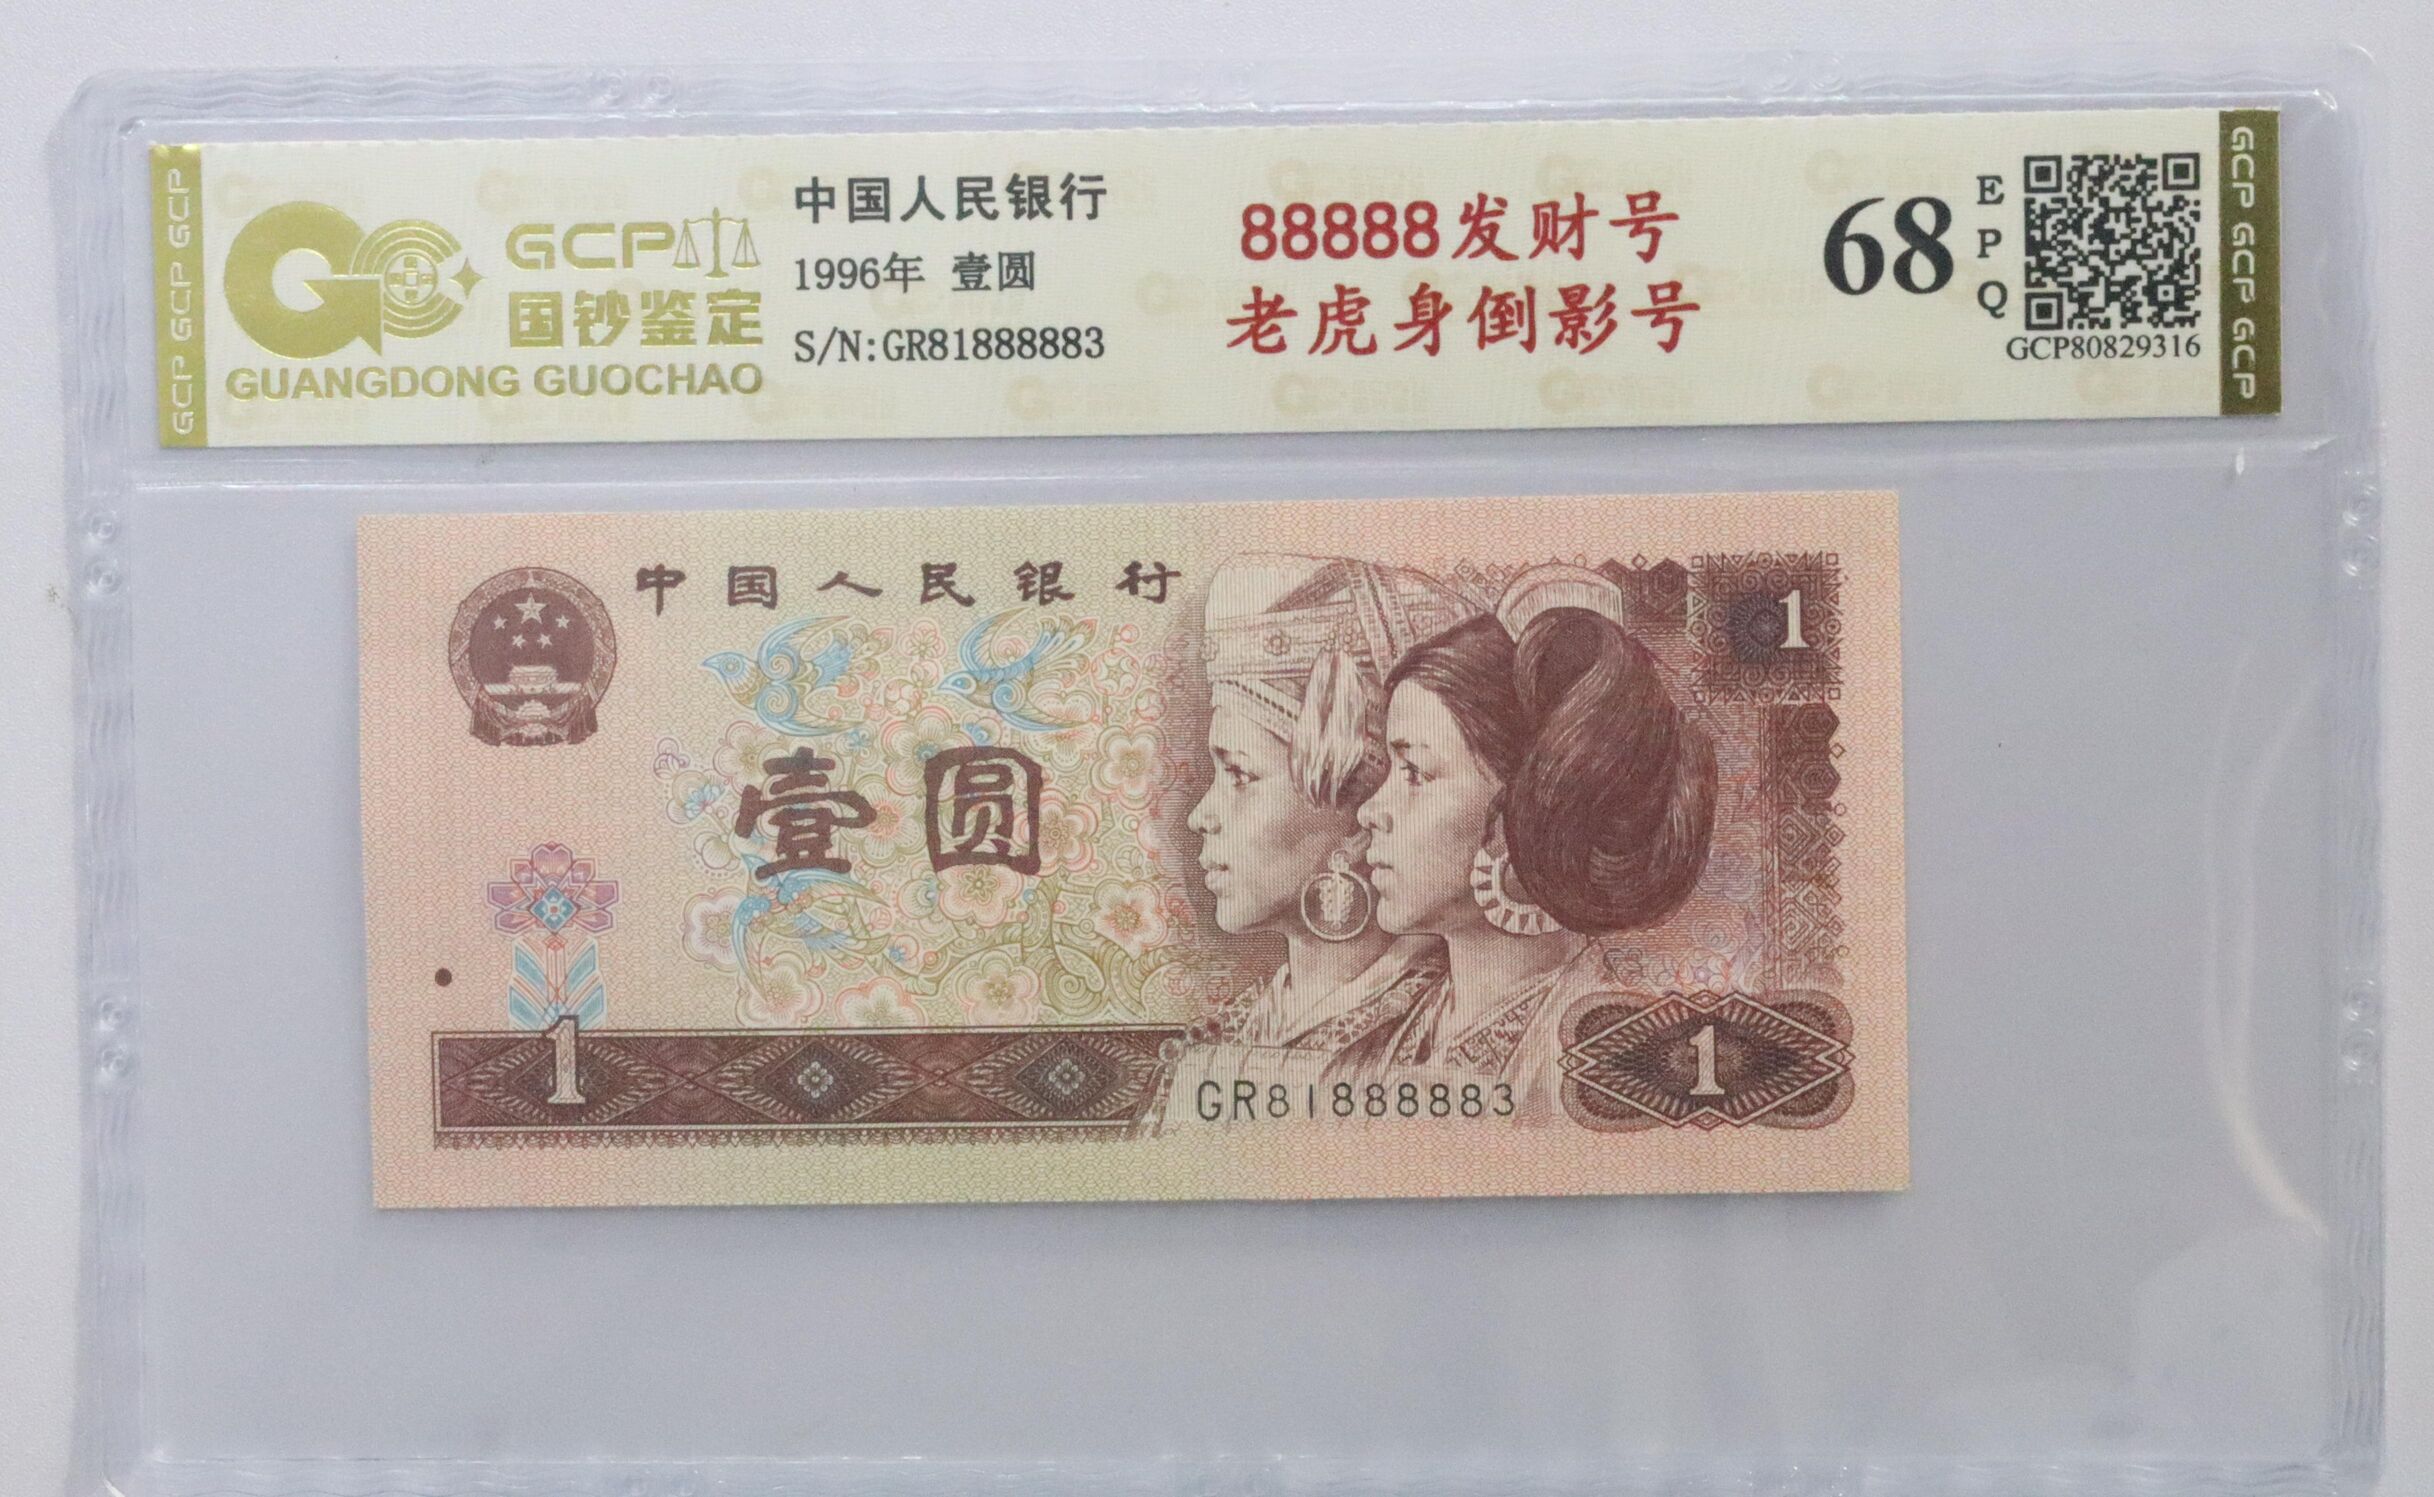 GCP GCP GCP
GCP
国钞鉴定
GUANGDONG GUOCHAO
中国人民银行
1996年 壹圆
S/N:GR81888883
88888发财号
老虎身倒影号
68
EPQ
GCP80829316
GCP GCP GCP
中国人民银行
1
壹圆
1
GR81888883
1